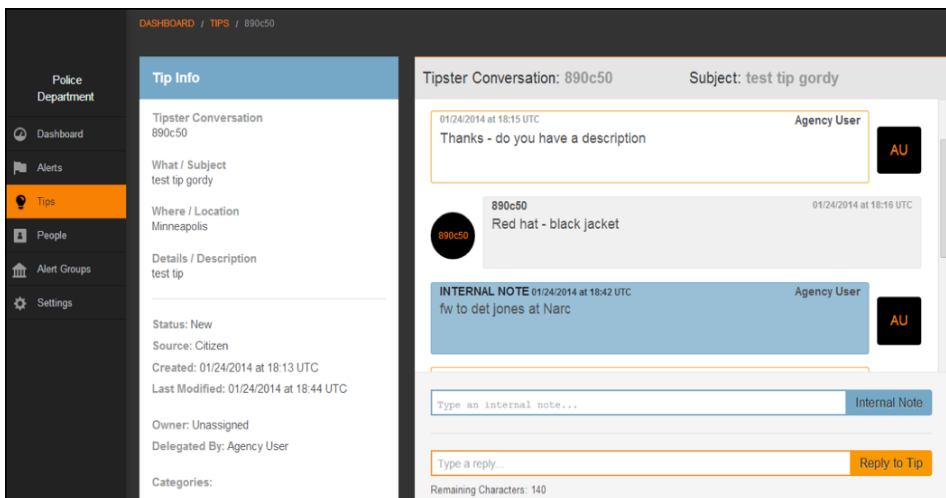 DASHBOARD / TIPS / 890c50
Police
Department
Dashboard
Alerts
Tips
People
Alert Groups
Settings
Tip Info
Tipster Conversation
890c50
What / Subject
test tip gordy
Where / Location
Minneapolis
Details / Description
test tip
Status: New
Source: Citizen
Created: 01/24/2014 at 18:13 UTC
Last Modified: 01/24/2014 at 18:44 UTC
Owner: Unassigned
Delegated By: Agency User
Categories:
Tipster Conversation: 890c50 Subject: test tip gordy
01/24/2014 at 18:15 UTC Agency User
Thanks - do you have a description
AU
890c50 01/24/2014 at 18:16 UTC
Red hat - black jacket
890c50
INTERNAL NOTE 01/24/2014 at 18:42 UTC Agency User
fw to det jones at Narc
AU
Type an internal note... Internal Note
Type a reply... Reply to Tip
Remaining Characters: 140